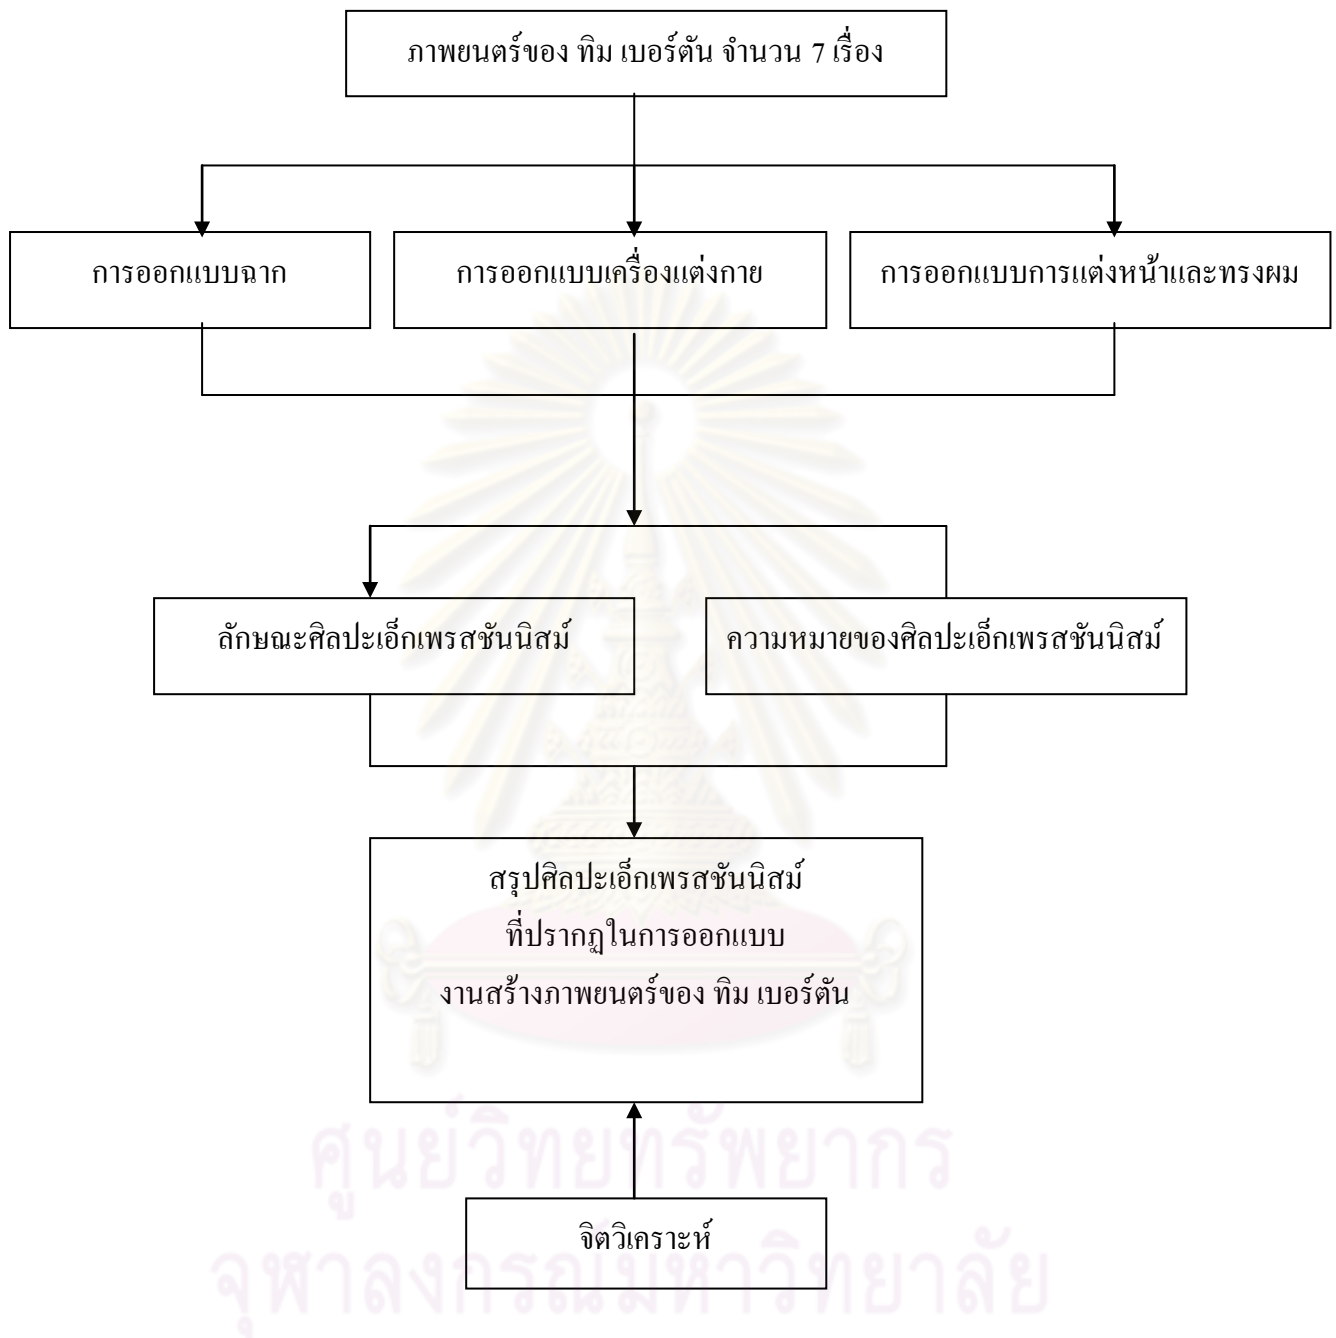 ภาพยนตร์ของ ทิม เบอร์ตัน จำนวน 7 เรื่อง
การออกแบบฉาก
การออกแบบเครื่องแต่งกาย
การออกแบบการแต่งหน้าและทรงผม
ลักษณะศิลปะเอ็กเพรสชันนิสม์
ความหมายของศิลปะเอ็กเพรสชันนิสม์
สรุปศิลปะเอ็กเพรสชันนิสม์
ที่ปรากฏในการออกแบบ
งานสร้างภาพยนตร์ของ ทิม เบอร์ตัน
ศูนย์วิทยทรัพยากร
จิตวิเคราะห์
จุฬาลงกรณ์มหาวิทยาลัย